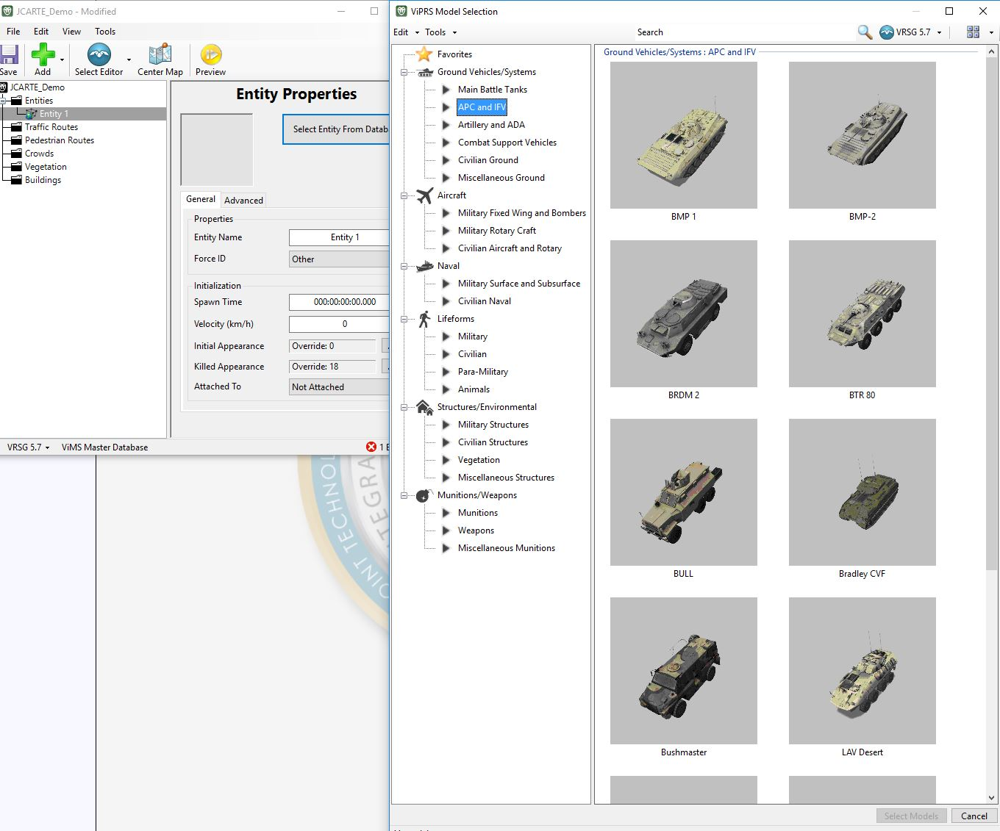 JCARTE_Demo - Modified
File Edit View Tools
Save Add Select Editor Center Map Preview
JCARTE_Demo
Entities
Entity 1
Traffic Routes
Pedestrian Routes
Crowds
Vegetation
Buildings
Entity Properties
Select Entity From Datab
General Advanced
Properties
Entity Name Entity 1
Force ID Other
Initialization
Spawn Time 000:00:00:00.000
Velocity (km/h) 0
Initial Appearance Override: 0
Killed Appearance Override: 18
Attached To Not Attached
VRSG 5.7 ViMS Master Database 1 E
JOINT TECHNOL
NTEGRA
ViPRS Model Selection
Edit Tools Search VRSG 5.7
Favorites
Ground Vehicles/Systems
Main Battle Tanks
APC and IFV
Artillery and ADA
Combat Support Vehicles
Civilian Ground
Miscellaneous Ground
Aircraft
Military Fixed Wing and Bombers
Military Rotary Craft
Civilian Aircraft and Rotary
Naval
Military Surface and Subsurface
Civilian Naval
Lifeforms
Military
Civilian
Para-Military
Animals
Structures/Environmental
Military Structures
Civilian Structures
Vegetation
Miscellaneous Structures
Munitions/Weapons
Munitions
Weapons
Miscellaneous Munitions
Ground Vehicles/Systems : APC and IFV
BMP 1 BMP-2
BRDM 2 BTR 80
BULL Bradley CVF
Bushmaster LAV Desert
Select Models Cancel